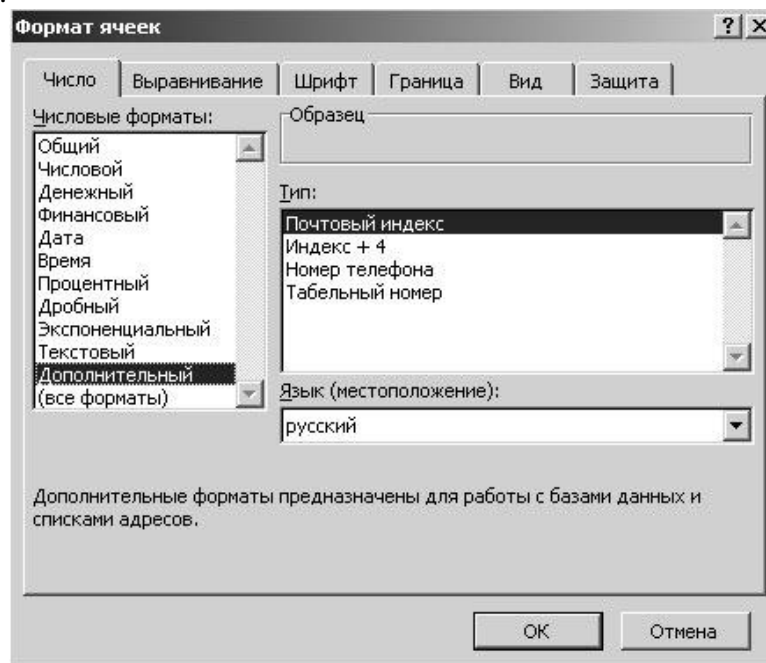 Формат ячеек
Число Выравнивание Шрифт Граница Вид Защита
Числовые форматы:
Общий
Числовой
Денежный
Финансовый
Дата
Время
Процентный
Дробный
Экспоненциальный
Текстовый
Дополнительный
(все форматы)
Образец
Тип:
Почтовый индекс
Индекс + 4
Номер телефона
Табельный номер
Язык (местоположение):
русский
Дополнительные форматы предназначены для работы с базами данных и
списками адресов.
ОК Отмена